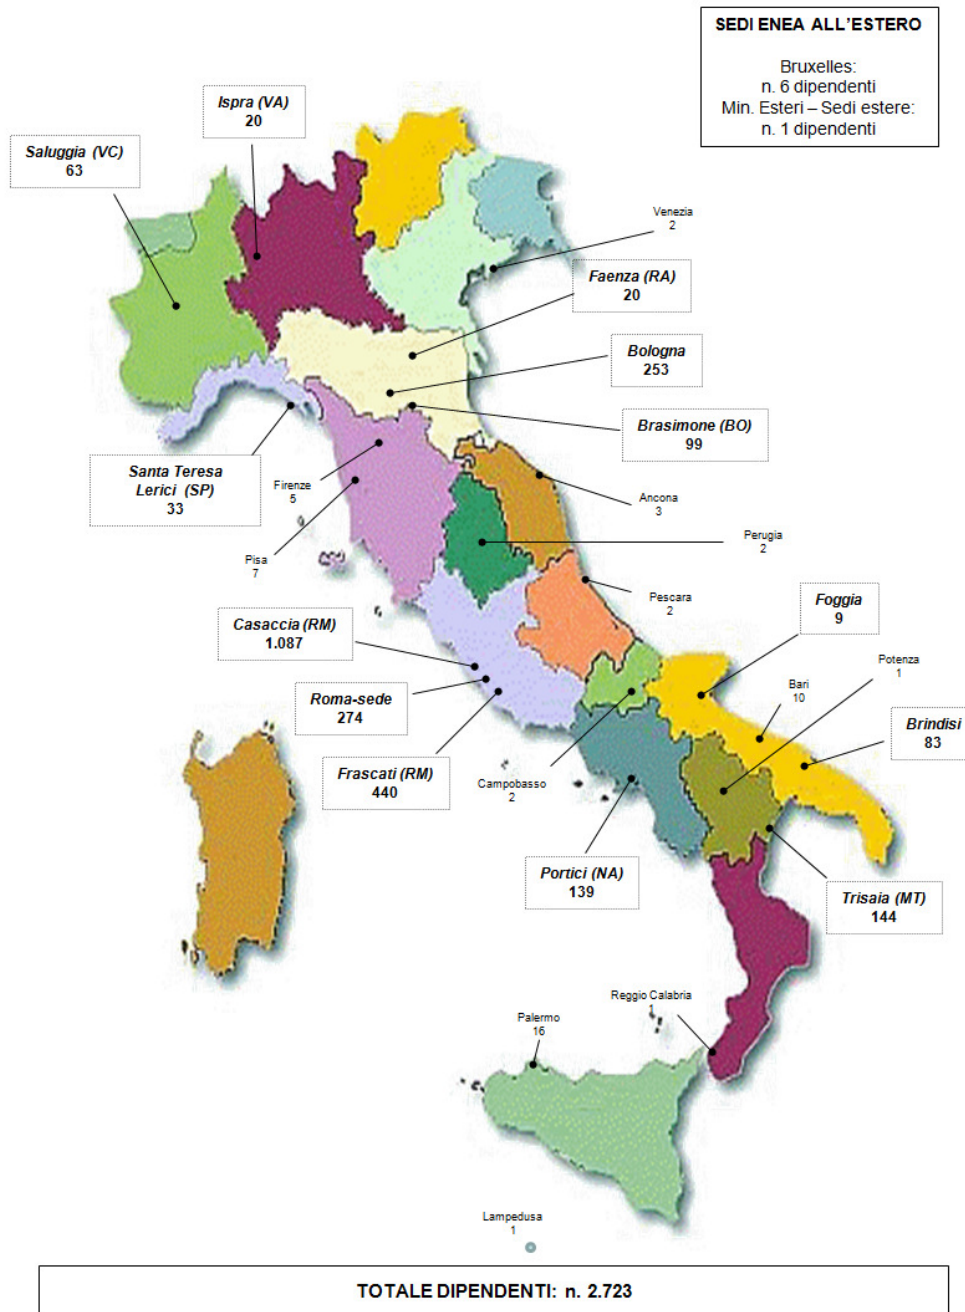 SEDI ENEA ALL'ESTERO
Bruxelles:
n. 6 dipendenti
Min. Esteri – Sedi estere:
n. 1 dipendenti
Ispra (VA)
20
Saluggia (VC)
63
Venezia
2
Faenza (RA)
20
Bologna
253
Brasimone (BO)
99
Santa Teresa
Lerici (SP)
33
Firenze
5
Ancona
3
Pisa
7
Perugia
2
Pescara
2
Foggia
9
Casaccia (RM)
1.087
Potenza
1
Bari
10
Roma-sede
274
Brindisi
83
Frascati (RM)
440
Campobasso
2
Portici (NA)
139
Trisaia (MT)
144
Reggio Calabria
1
Palermo
16
Lampedusa
1
TOTALE DIPENDENTI: n. 2.723